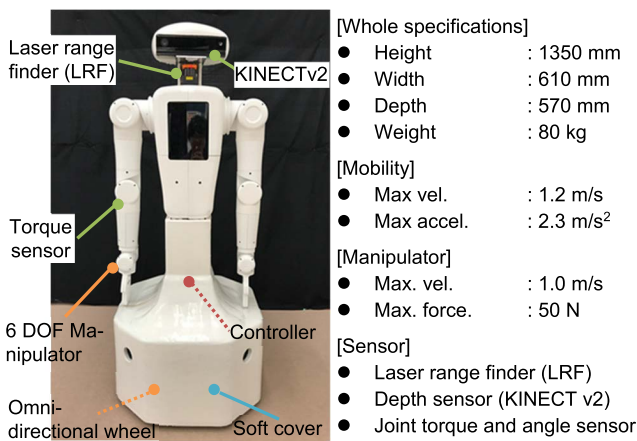 Laser range
finder (LRF)
KINECTv2
Torque
sensor
6 DOF Ma-
nipulator
Controller
Omni-
directional wheel
Soft cover
[Whole specifications]
● Height : 1350 mm
● Width : 610 mm
● Depth : 570 mm
● Weight : 80 kg
[Mobility]
● Max vel. : 1.2 m/s
● Max accel. : 2.3 m/s²
[Manipulator]
● Max. vel. : 1.0 m/s
● Max. force. : 50 N
[Sensor]
● Laser range finder (LRF)
● Depth sensor (KINECT v2)
● Joint torque and angle sensor